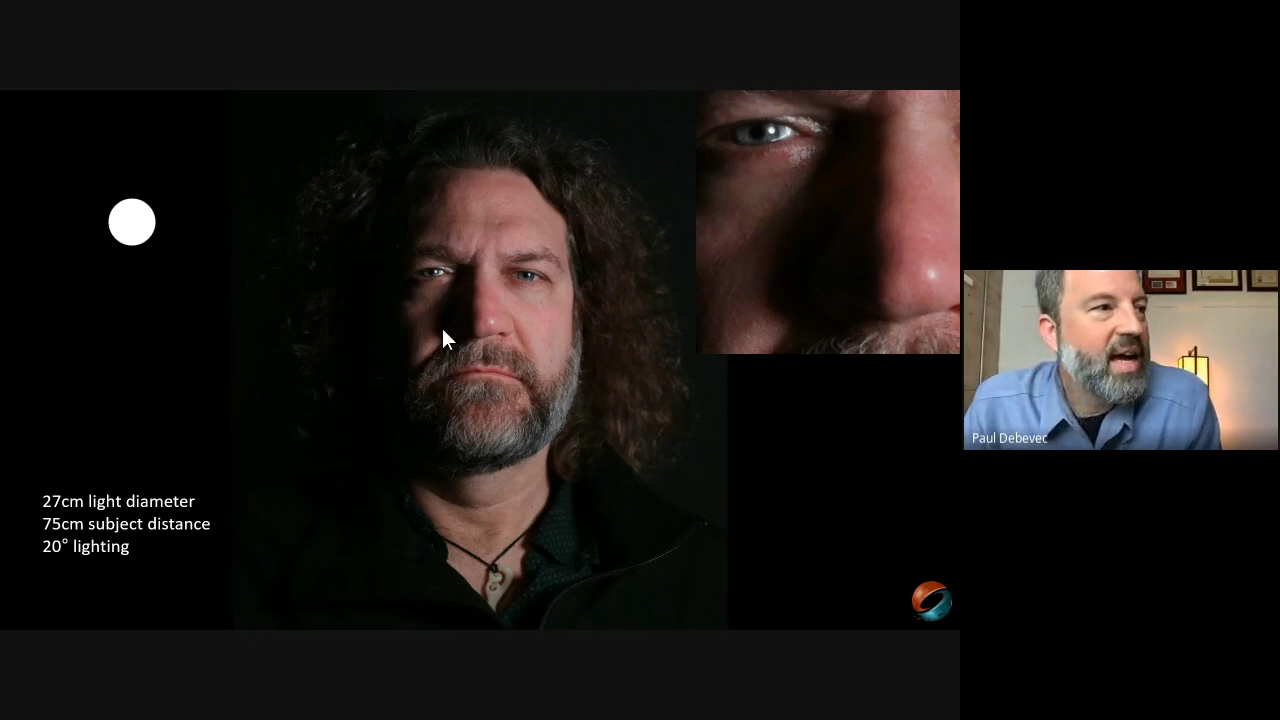 27cm light diameter
75cm subject distance
20° lighting
Paul Debevec